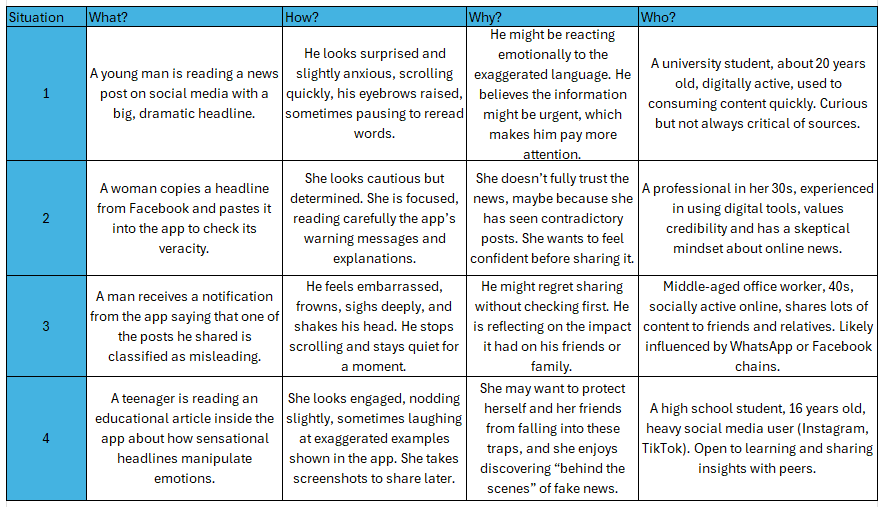 Situation What? How? Why? Who?
1
A young man is reading a news
post on social media with a
big, dramatic headline.
He looks surprised and
slightly anxious, scrolling
quickly, his eyebrows raised,
sometimes pausing to reread
words.
He might be reacting
emotionally to the
exaggerated language. He
believes the information
might be urgent, which
makes him pay more
attention.
A university student, about 20 years
old, digitally active, used to
consuming content quickly. Curious
but not always critical of sources.
2
A woman copies a headline
from Facebook and pastes it
into the app to check its
veracity.
She looks cautious but
determined. She is focused,
reading carefully the app’s
warning messages and
explanations.
She doesn’t fully trust the
news, maybe because she
has seen contradictory
posts. She wants to feel
confident before sharing it.
A professional in her 30s, experienced
in using digital tools, values
credibility and has a skeptical
mindset about online news.
3
A man receives a notification
from the app saying that one of
the posts he shared is
classified as misleading.
He feels embarrassed,
frowns, sighs deeply, and
shakes his head. He stops
scrolling and stays quiet for
a moment.
He might regret sharing
without checking first. He
is reflecting on the impact
it had on his friends or
family.
Middle-aged office worker, 40s,
socially active online, shares lots of
content to friends and relatives. Likely
influenced by WhatsApp or Facebook
chains.
4
A teenager is reading an
educational article inside the
app about how sensational
headlines manipulate
emotions.
She looks engaged, nodding
slightly, sometimes laughing
at exaggerated examples
shown in the app. She takes
screenshots to share later.
She may want to protect
herself and her friends
from falling into these
traps, and she enjoys
discovering “behind the
scenes” of fake news.
A high school student, 16 years old,
heavy social media user (Instagram,
TikTok). Open to learning and sharing
insights with peers.